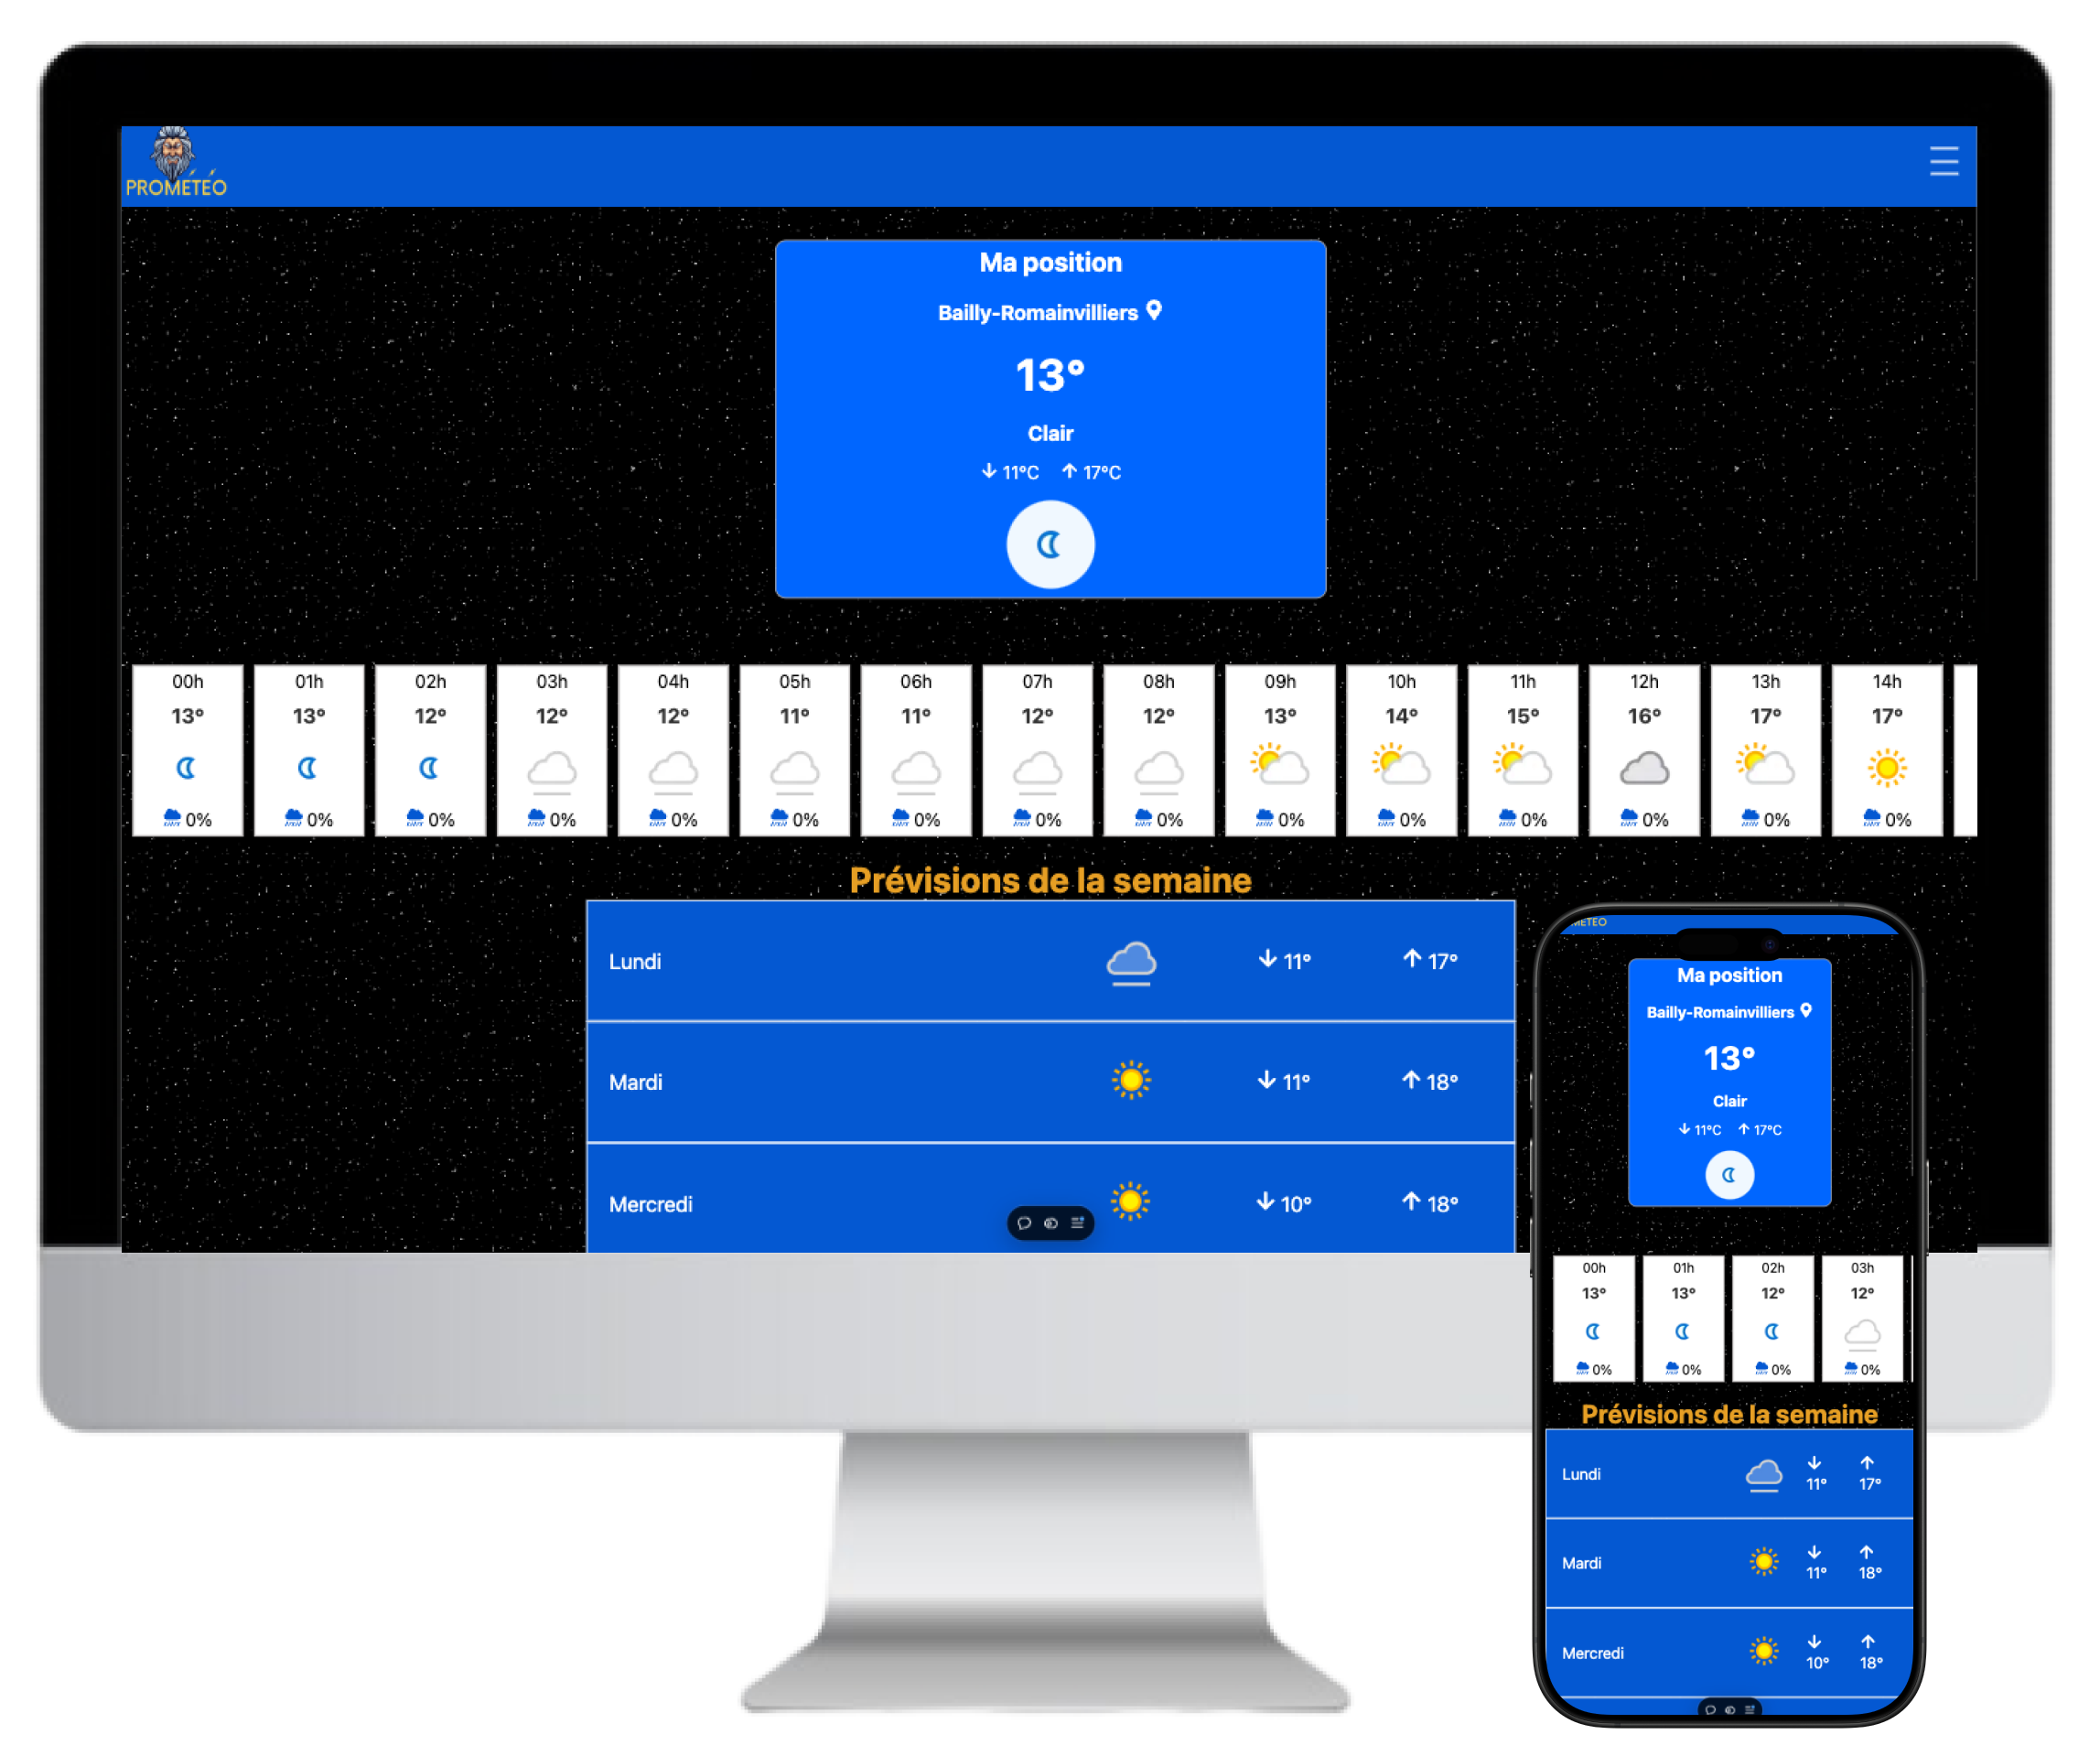 PROMÉTÉO
Ma position
Bailly-Romainvilliers
13°
Clair
11°C 17°C
00h 01h 02h 03h 04h 05h 06h 07h 08h 09h 10h 11h 12h 13h 14h
13° 13° 12° 12° 12° 11° 11° 12° 12° 13° 14° 15° 16° 17° 17°
0% 0% 0% 0% 0% 0% 0% 0% 0% 0% 0% 0% 0% 0% 0%
Prévisions de la semaine
Lundi 11° 17°
Mardi 11° 18°
Mercredi 10° 18°
METEO
Ma position
Bailly-Romainvilliers
13°
Clair
11°C 17°C
00h 01h 02h 03h
13° 13° 12° 12°
0% 0% 0% 0%
Prévisions de la semaine
Lundi 11° 17°
Mardi 11° 18°
Mercredi 10° 18°